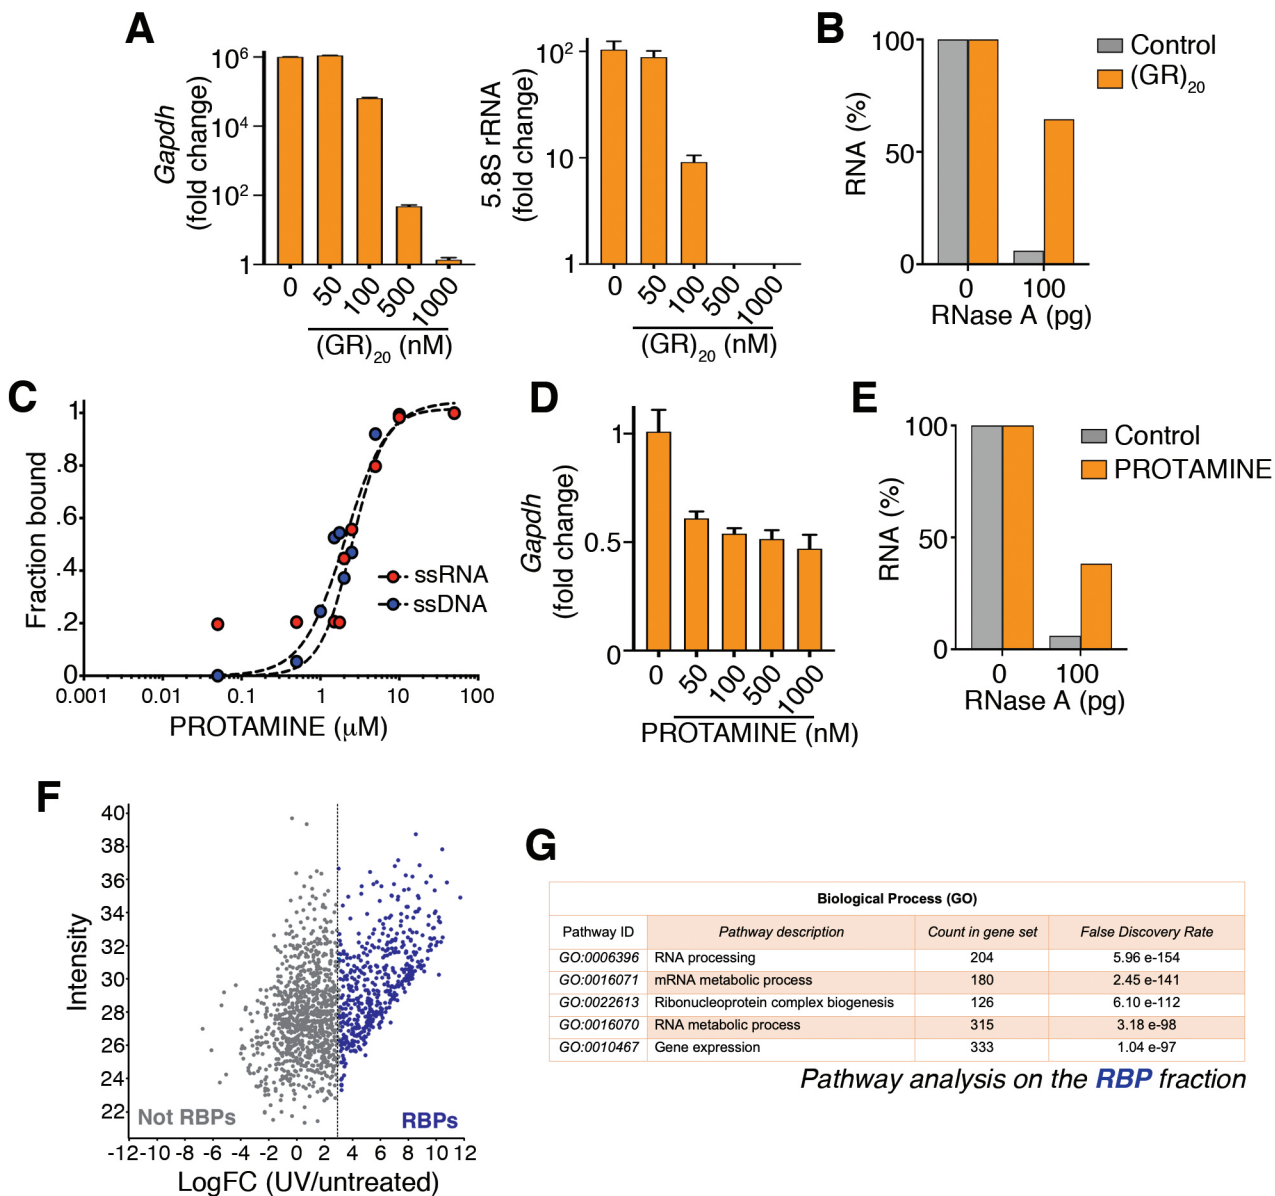 A
Gapdh
(fold change)
10^6
10^4
10^2
1
0
50
100
500
1000
(GR)20 (nM)
5.8S rRNA
(fold change)
10^2
10
1
0
50
100
500
1000
(GR)20 (nM)
B
RNA (%)
100
50
0
0
100
RNase A (pg)
Control
(GR)20
C
Fraction bound
1
.8
.6
.4
.2
0
0.001
0.01
0.1
1
10
100
PROTAMINE (μM)
ssRNA
ssDNA
D
Gapdh
(fold change)
1
0.5
0
0
50
100
500
1000
PROTAMINE (nM)
E
RNA (%)
100
50
0
0
100
RNase A (pg)
Control
PROTAMINE
F
Intensity
40
38
36
34
32
30
28
26
24
22
Not RBPs
RBPs
-12 -10 -8 -6 -4 -2 0 2 4 6 8 10 12
LogFC (UV/untreated)
G
Biological Process (GO)
Pathway ID Pathway description Count in gene set False Discovery Rate
GO:0006396 RNA processing 204 5.96 e-154
GO:0016071 mRNA metabolic process 180 2.45 e-141
GO:0022613 Ribonucleoprotein complex biogenesis 126 6.10 e-112
GO:0016070 RNA metabolic process 315 3.18 e-98
GO:0010467 Gene expression 333 1.04 e-97
Pathway analysis on the RBP fraction